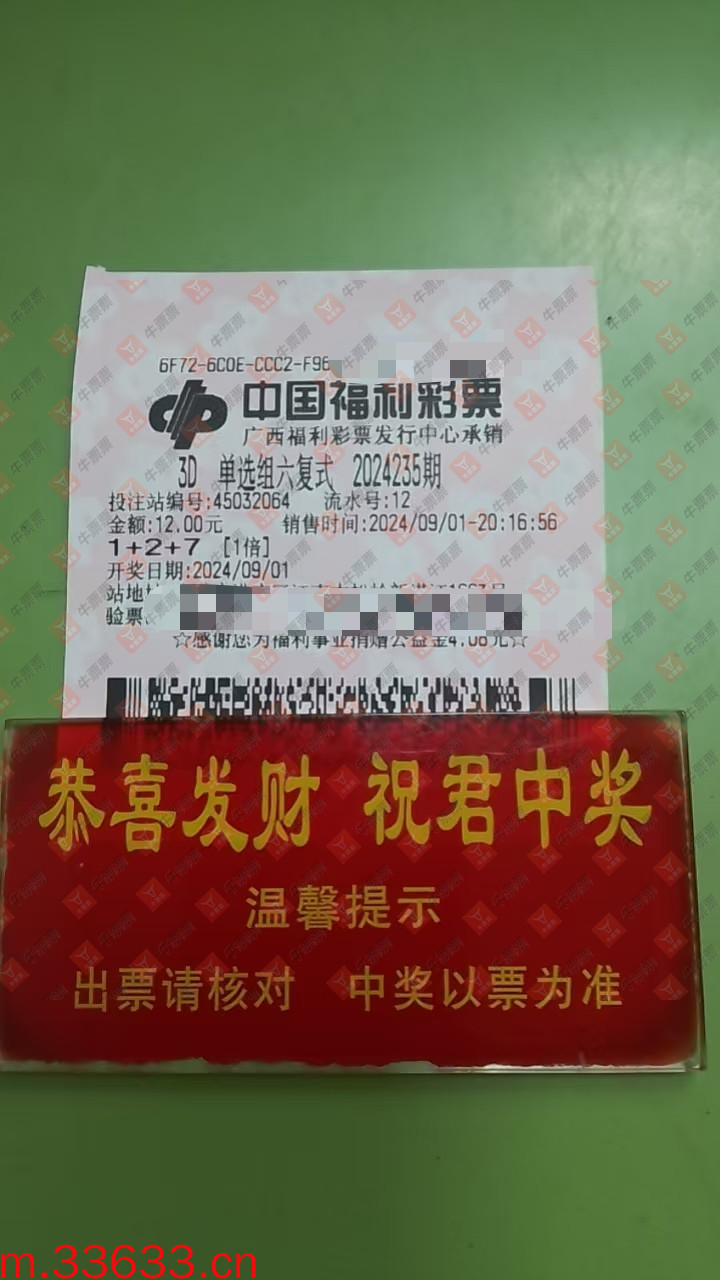 6F72-6C0E-CCC2-F96
中国福利彩票
广西福利彩票发行中心承销
3D 单选组六复式 2024235期
投注站编号:45032064 流水号:12
金额:12.00元 销售时间:2024/09/01-20:16:56
1+2+7 [1倍]
开奖日期:2024/09/01
站地
验票
☆感谢您为福利事业捐赠公益金4.08元☆
恭喜发财 祝君中奖
温馨提示
出票请核对 中奖以票为准
牛票票
m.33633.cn